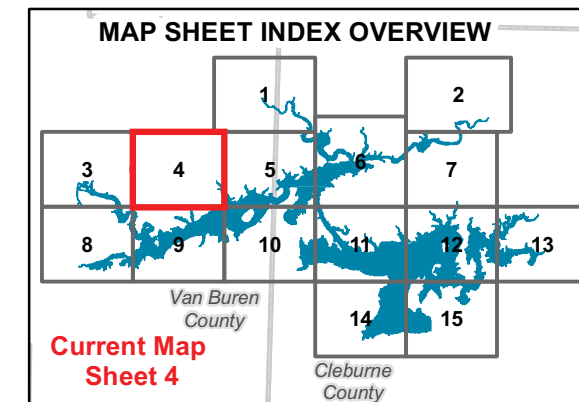 MAP SHEET INDEX OVERVIEW
1
2
3
4
5
6
7
8
9
10
11
12
13
14
15
Van Buren
County
Current Map
Sheet 4
Cleburne
County